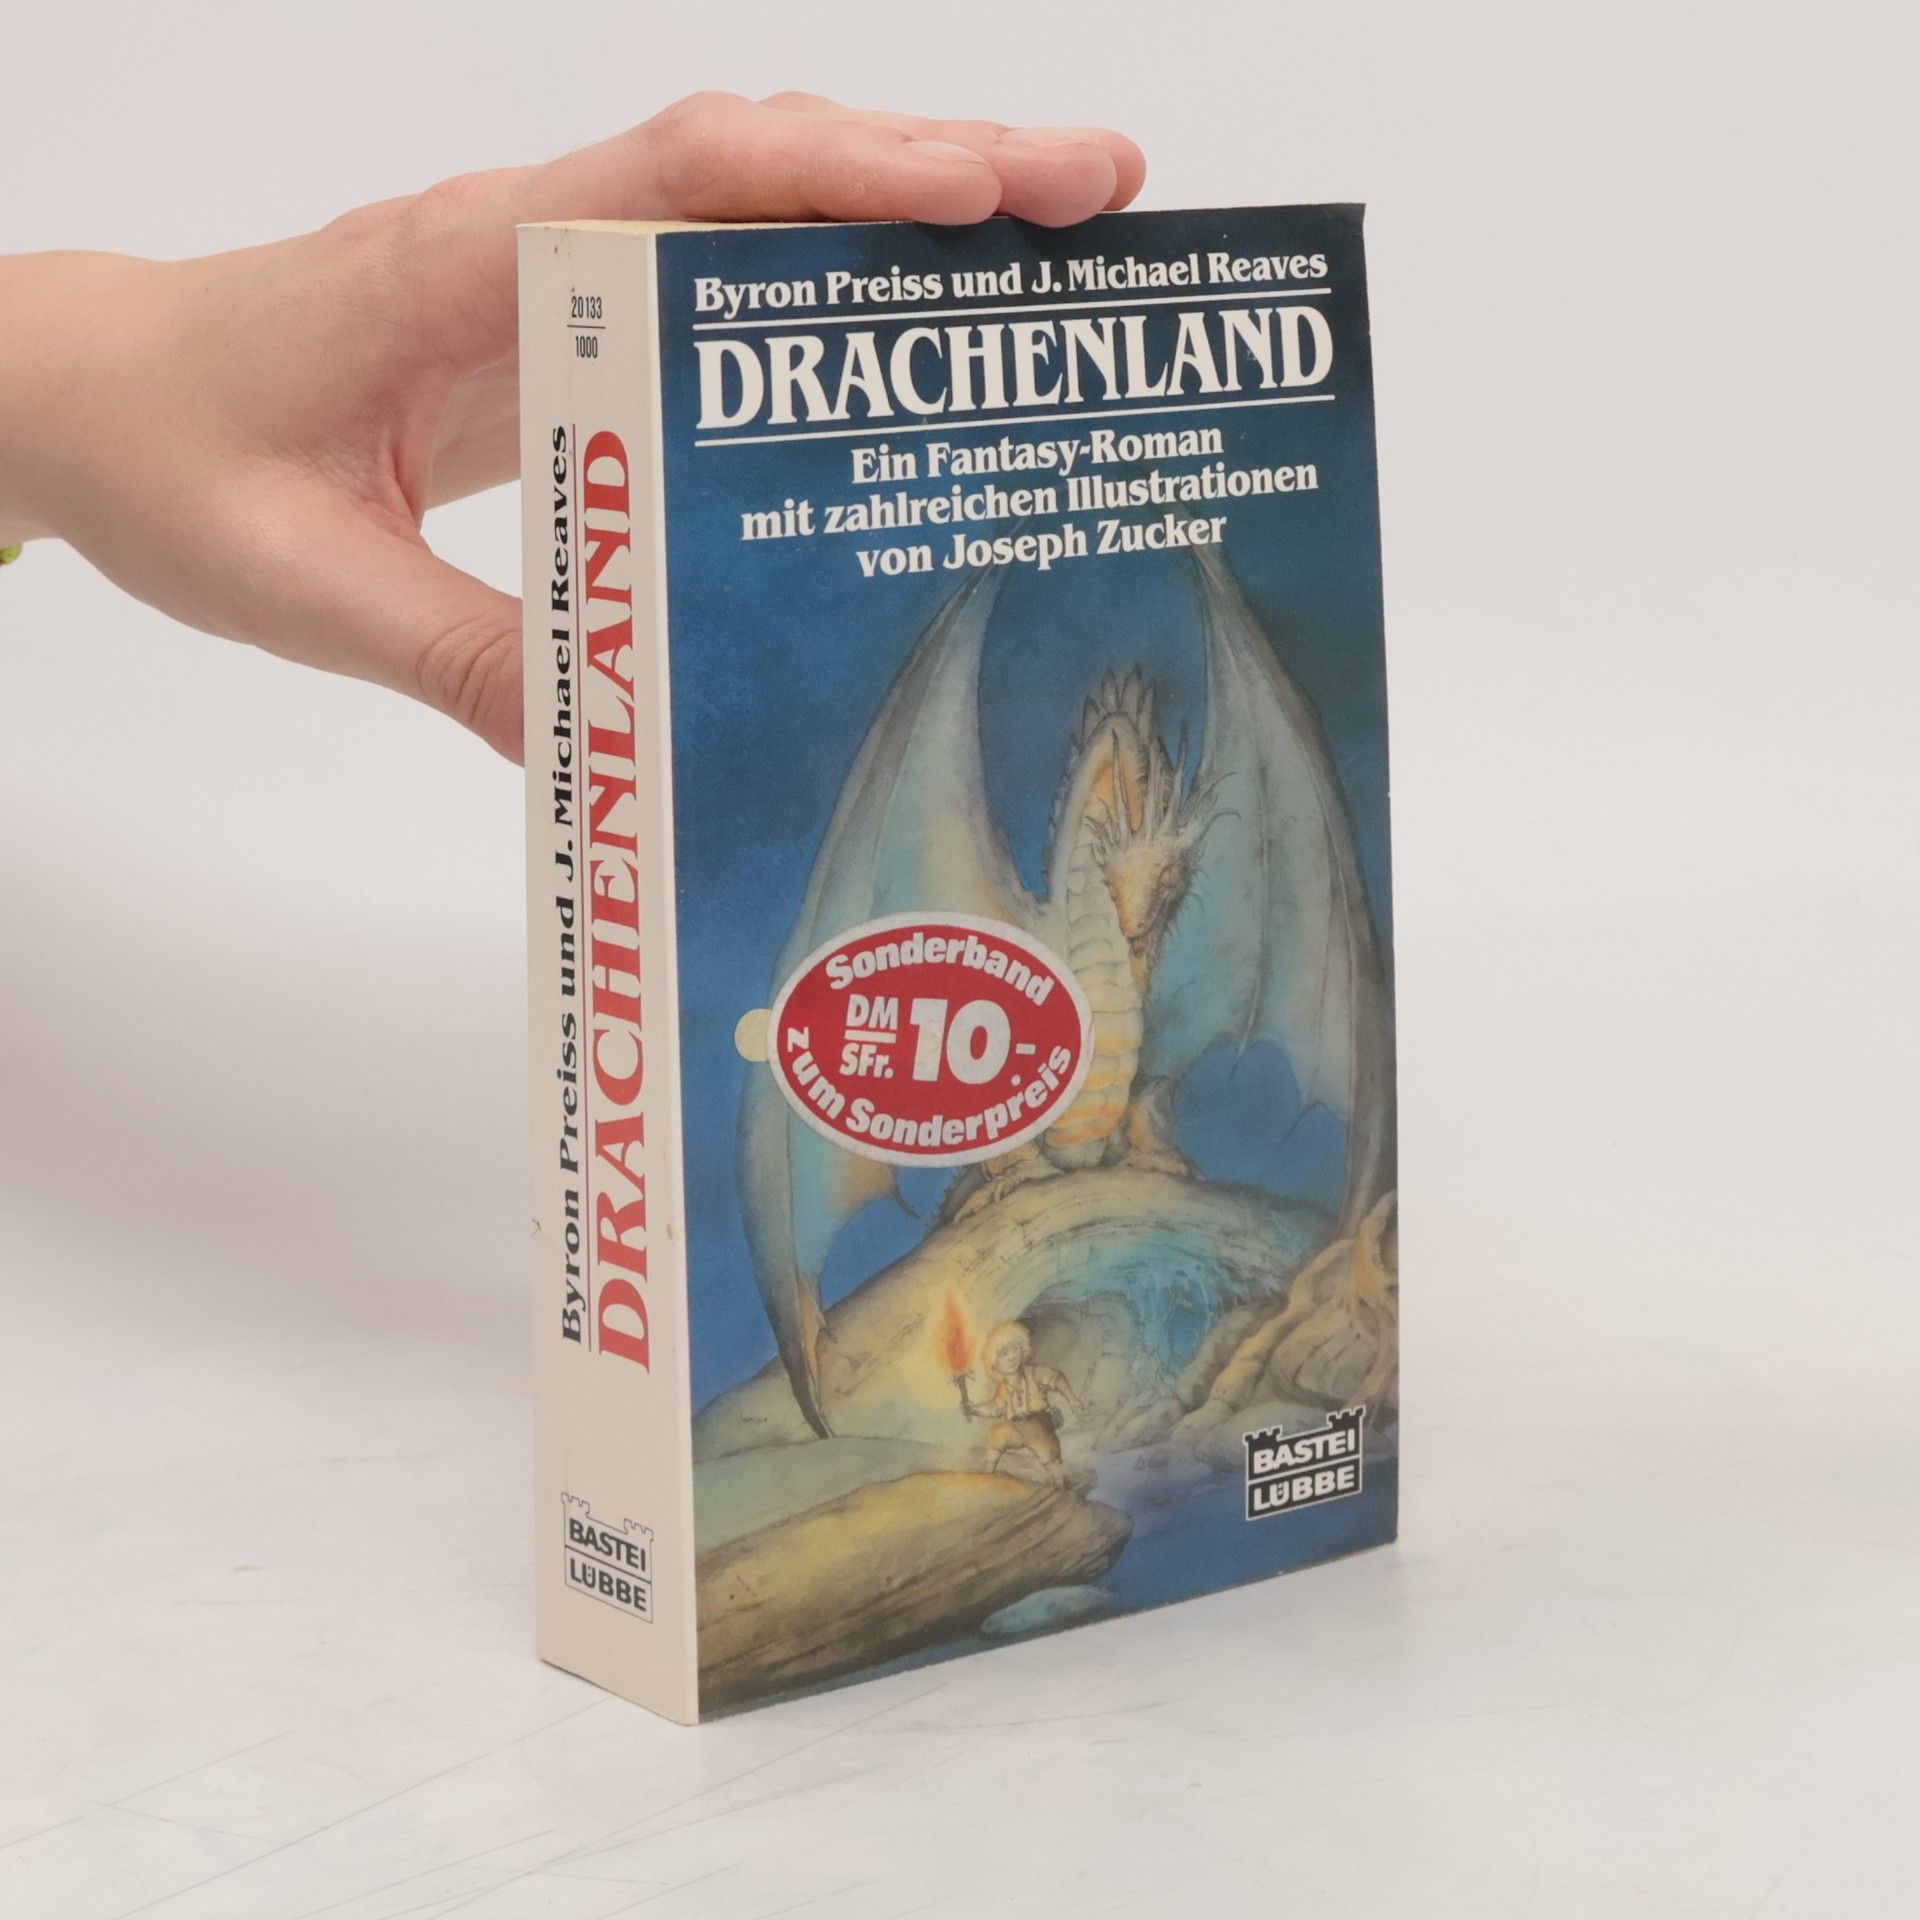 20133
1000
Byron Preiss und J. Michael Reaves
DRACHENLAND
BASTEI
LÜBBE
Byron Preiss und J. Michael Reaves
DRACHENLAND
Ein Fantasy-Roman
mit zahlreichen Illustrationen
von Joseph Zucker
Sonderband
DM
SFr.
10.-
zum Sonderpreis
BASTEI
LÜBBE